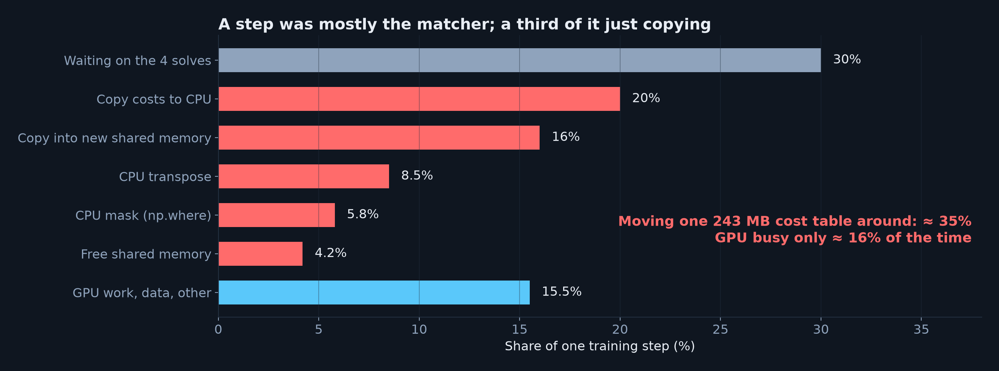 A step was mostly the matcher; a third of it just copying
Waiting on the 4 solves
30%
Copy costs to CPU
20%
Copy into new shared memory
16%
CPU transpose
8.5%
CPU mask (np.where)
5.8%
Moving one 243 MB cost table around: ≈ 35%
GPU busy only ≈ 16% of the time
Free shared memory
4.2%
GPU work, data, other
15.5%
0 5 10 15 20 25 30 35
Share of one training step (%)